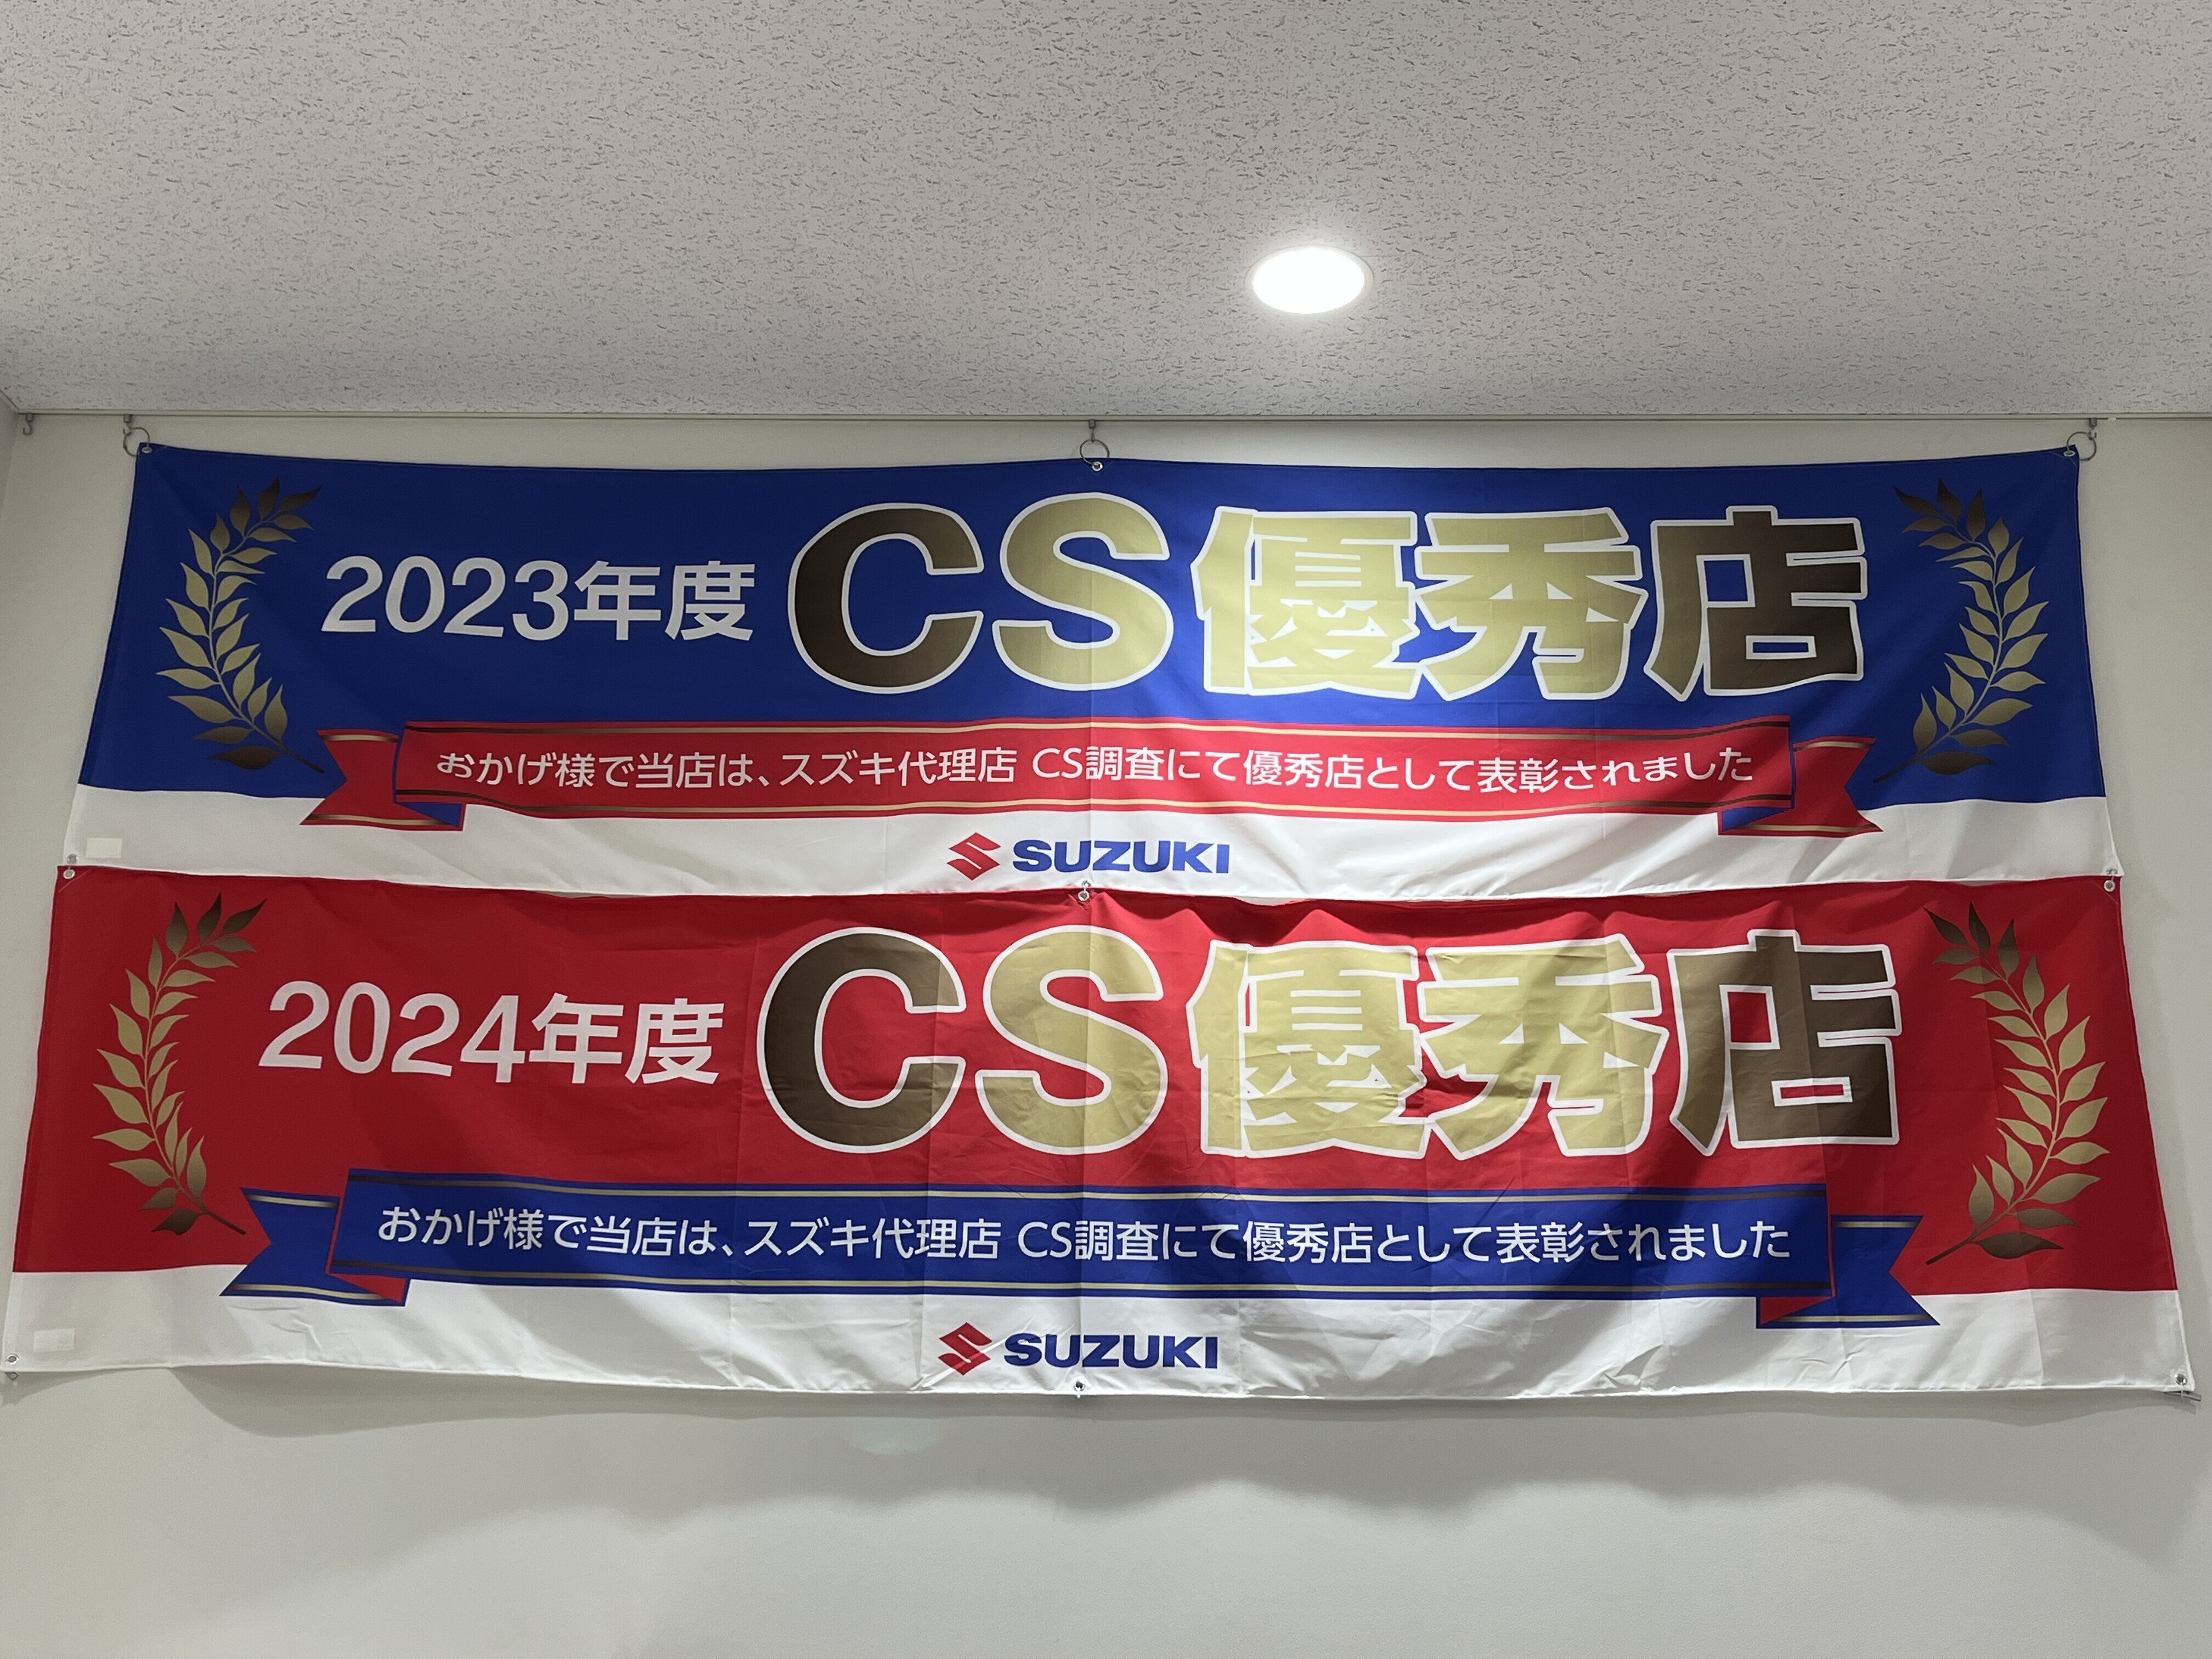 2023年度 CS優秀店
おかげ様で当店は、スズキ代理店 CS調査にて優秀店として表彰されました
SUZUKI
2024年度 CS優秀店
おかげ様で当店は、スズキ代理店 CS調査にて優秀店として表彰されました
SUZUKI